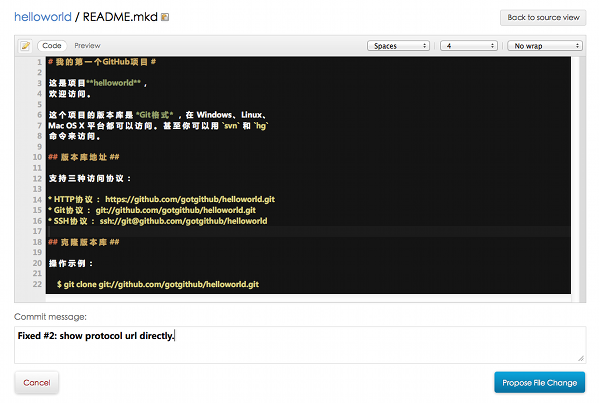 helloworld / README.mkd
Back to source view
Code Preview Spaces 4 No wrap
1 # 我的第一个GitHub项目 #
2
3 这是项目**helloworld**，
4 欢迎访问。
5
6 这个项目的版本库是 *Git格式* ，在 Windows、Linux、
7 Mac OS X 平台都可以访问。甚至你可以用 `svn` 和 `hg`
8 命令来访问。
9
10 ## 版本库地址 ##
11
12 支持三种访问协议：
13
14 * HTTP协议： https://github.com/gotgithub/helloworld.git
15 * Git协议： git://github.com/gotgithub/helloworld.git
16 * SSH协议： ssh://git@github.com/gotgithub/helloworld
17
18 ## 克隆版本库 ##
19
20 操作示例：
21
22 $ git clone git://github.com/gotgithub/helloworld.git
Commit message:
Fixed #2: show protocol url directly.
Cancel
Propose File Change